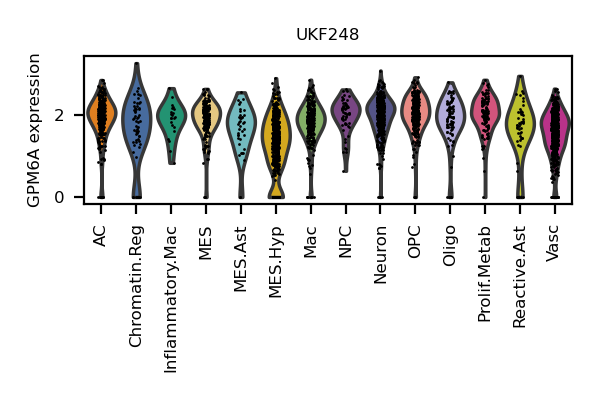 UKF248
GPM6A expression
2
0
AC
Chromatin.Reg
Inflammatory.Mac
MES
MES.Ast
MES.Hyp
Mac
NPC
Neuron
OPC
Oligo
Prolif.Metab
Reactive.Ast
Vasc